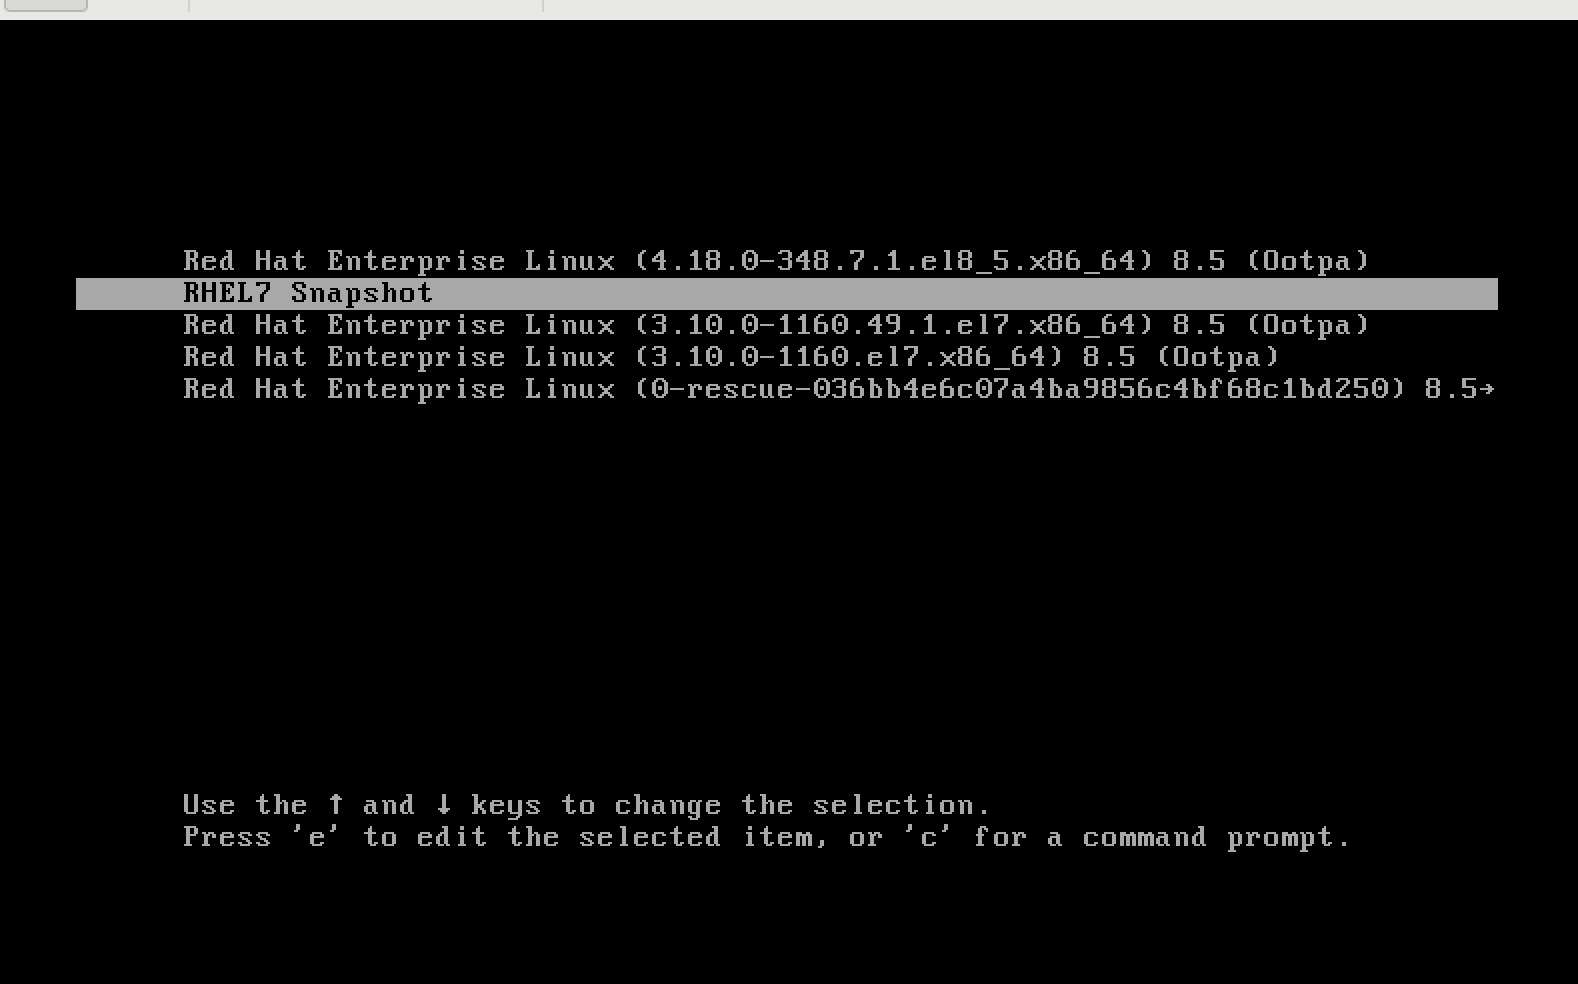 Red Hat Enterprise Linux (4.18.0-348.7.1.el8_5.x86_64) 8.5 (Ootpa)
RHEL7 Snapshot
Red Hat Enterprise Linux (3.10.0-1160.49.1.el7.x86_64) 8.5 (Ootpa)
Red Hat Enterprise Linux (3.10.0-1160.el7.x86_64) 8.5 (Ootpa)
Red Hat Enterprise Linux (0-rescue-036bb4e6c07a4ba9856c4bf68c1bd250) 8.5→
Use the ↑ and ↓ keys to change the selection.
Press 'e' to edit the selected item, or 'c' for a command prompt.